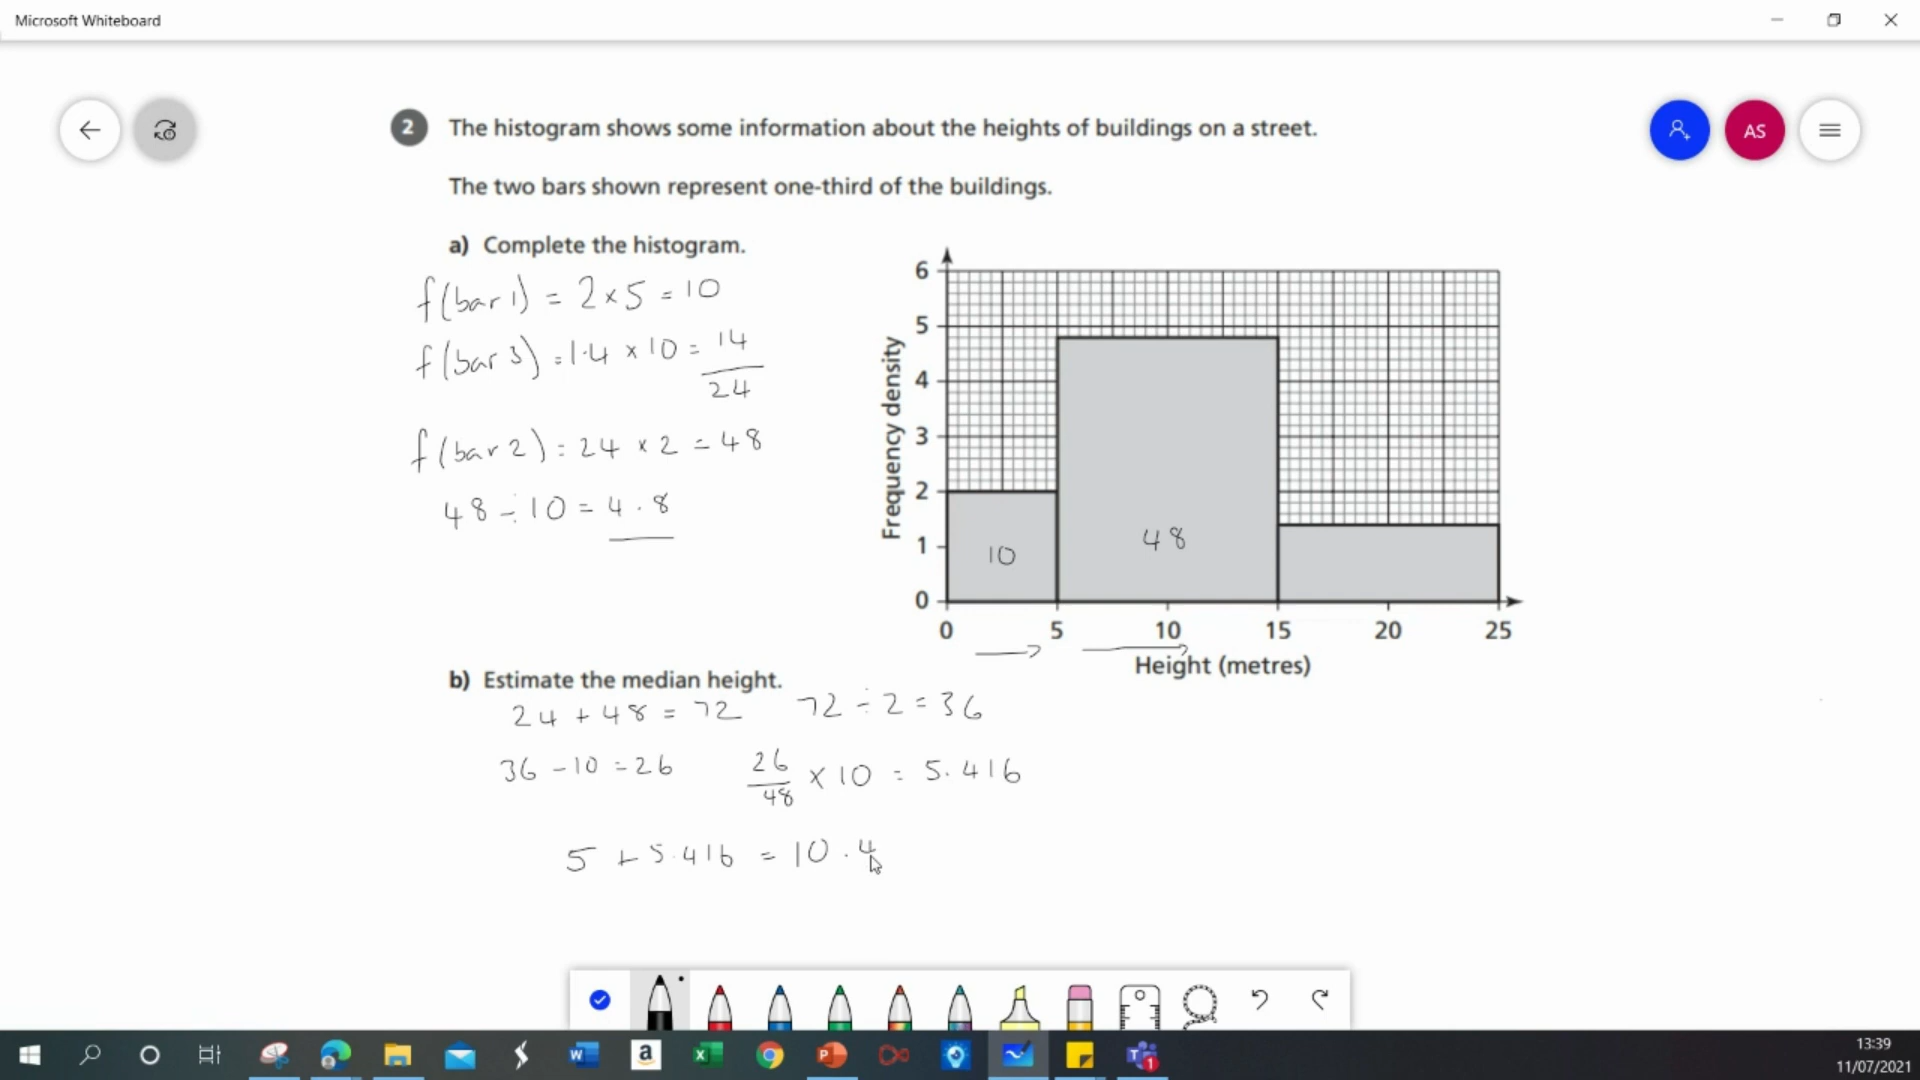 Microsoft Whiteboard
AS
2 The histogram shows some information about the heights of buildings on a street.
The two bars shown represent one-third of the buildings.
a) Complete the histogram.
f(bar 1) = 2 × 5 = 10
f(bar 3) = 1.4 × 10 = 14
24
f(bar 2) = 24 × 2 = 48
48 ÷ 10 = 4.8
Frequency density
6
5
4
3
2
1
0
10
48
0 5 10 15 20 25
Height (metres)
b) Estimate the median height.
24 + 48 = 72 72 ÷ 2 = 36
36 - 10 = 26 26/48 × 10 = 5.416
5 + 5.416 = 10.4
13:39
11/07/2021
W
a
X
P
T
1